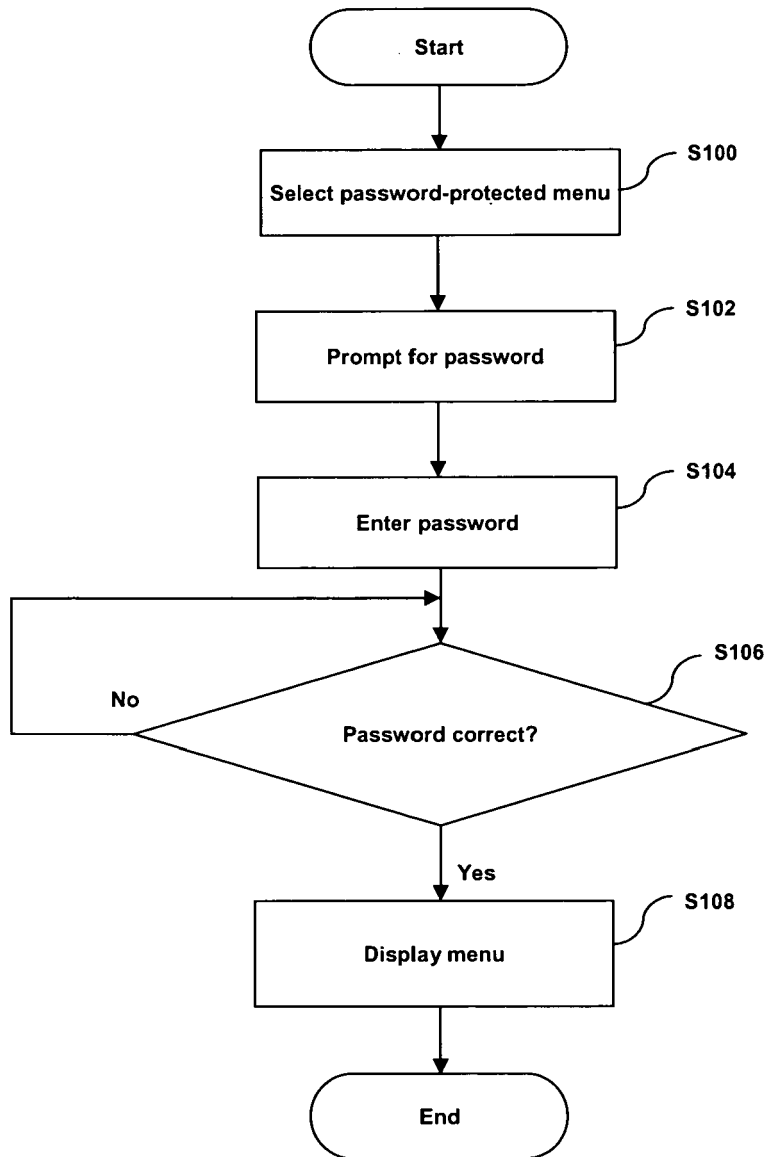 Start
S100
Select password-protected menu
S102
Prompt for password
S104
Enter password
S106
No
Password correct?
Yes
S108
Display menu
End